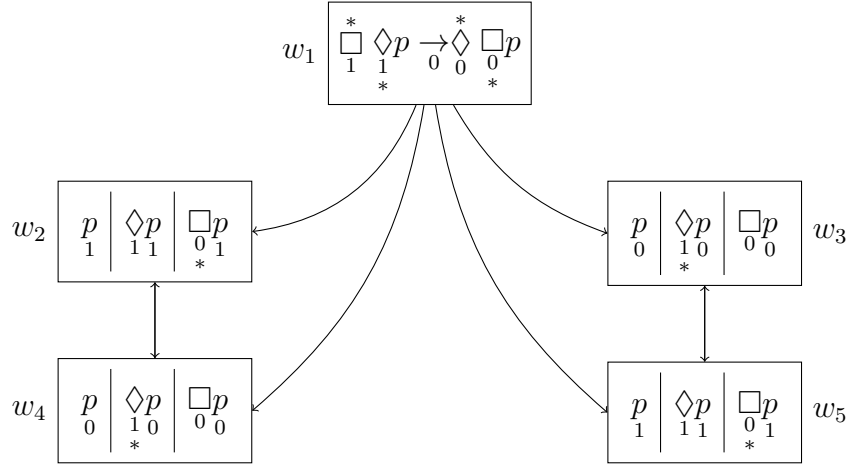 * *
w₁ □ ◇p → ◇ □p
1 1 0 0 0
* *
w₂ p | ◇p | □p
1 1 1 0 1
*
p | ◇p | □p w₃
0 1 0 0 0
*
w₄ p | ◇p | □p
0 1 0 0 0
*
p | ◇p | □p w₅
1 1 1 0 1
*